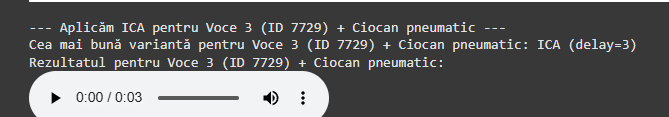 --- Aplicăm ICA pentru Voce 3 (ID 7729) + Ciocan pneumatic ---
Cea mai bună variantă pentru Voce 3 (ID 7729) + Ciocan pneumatic: ICA (delay=3)
Rezultatul pentru Voce 3 (ID 7729) + Ciocan pneumatic:
0:00 / 0:03